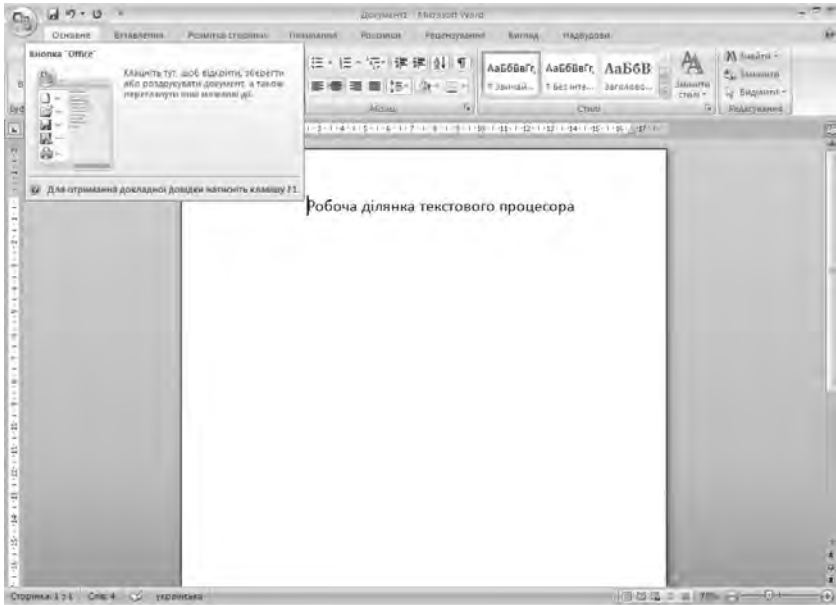 Документ1 - Microsoft Word
Основне Вставлення Розмітка сторінки Посилання Розсилки Рецензування Вигляд Надбудови
Кнопка "Office"
Клацніть тут, щоб відкрити, зберегти
або роздрукувати документ, а також
переглянути інші можливі дії.
Для отримання докладної довідки натисніть клавішу F1.
АаБбВвГг, АаБбВвГг, АаБбВ
¶ Звичай... ¶ Без інте... Заголово...
Змінити
стилі
Знайти
Замінити
Виділити
Абзац Стилі Редагування
Робоча ділянка текстового процесора
Сторінка: 1 з 1 Слів: 4 українська 70%